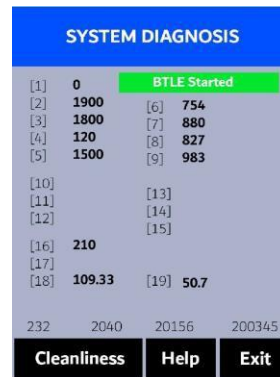 SYSTEM DIAGNOSIS
BTLE Started
[1] 0
[2] 1900 [6] 754
[3] 1800 [7] 880
[4] 120 [8] 827
[5] 1500 [9] 983
[10] [13]
[11] [14]
[12] [15]
[16] 210
[17]
[18] 109.33 [19] 50.7
232 2040 20156 200345
Cleanliness Help Exit